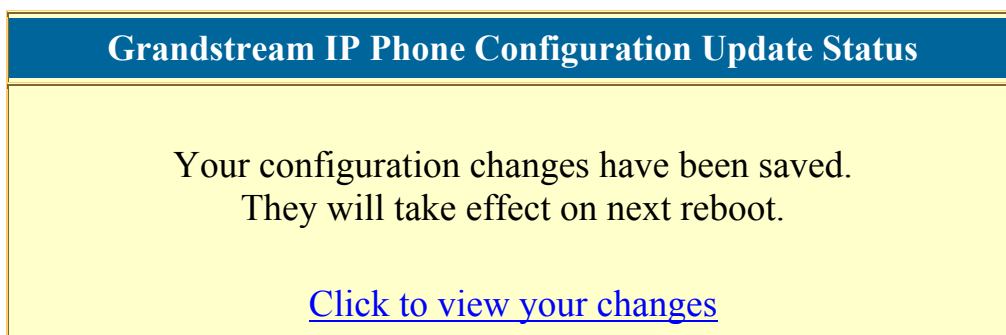 Grandstream IP Phone Configuration Update Status
Your configuration changes have been saved.
They will take effect on next reboot.
Click to view your changes